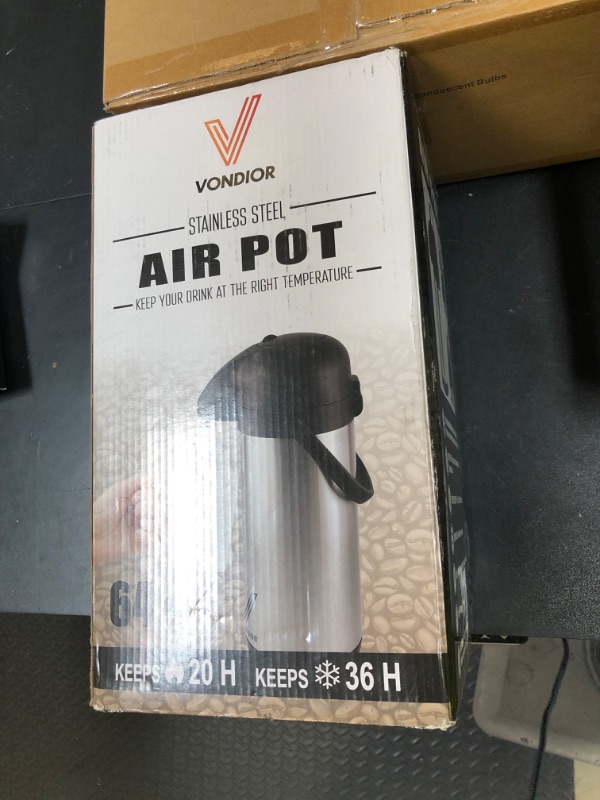 Incandescent Bulbs
VONDIOR
STAINLESS STEEL
AIR POT
KEEP YOUR DRINK AT THE RIGHT TEMPERATURE
KEEPS 20 H KEEPS 36 H